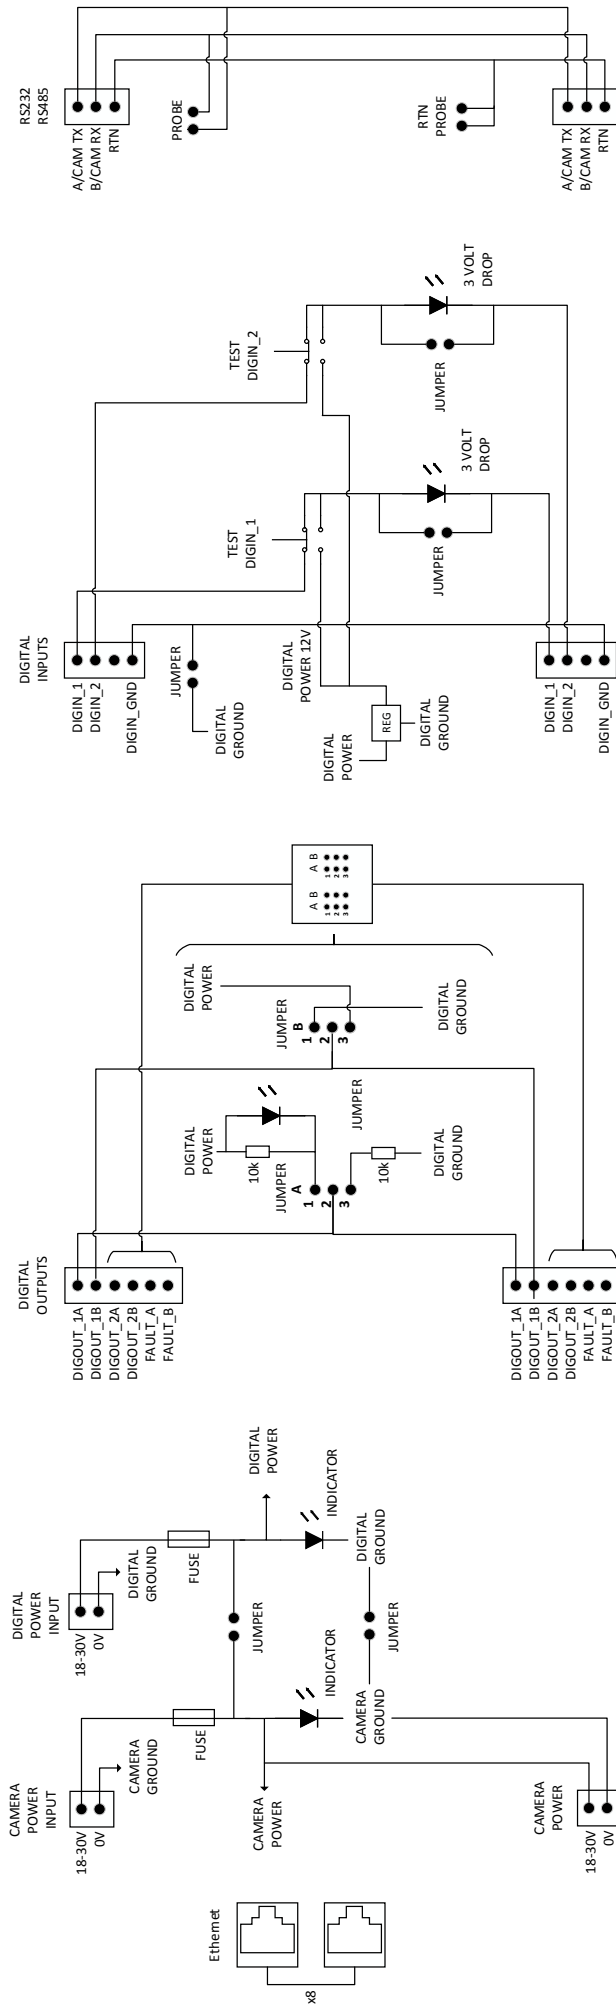 Ethernet
x8
CAMERA
POWER
INPUT
18-30V
0V
CAMERA
GROUND
FUSE
CAMERA
POWER
INDICATOR
CAMERA
GROUND
CAMERA
POWER
18-30V
0V
DIGITAL
POWER
INPUT
18-30V
0V
DIGITAL
GROUND
FUSE
DIGITAL
POWER
INDICATOR
DIGITAL
GROUND
JUMPER
JUMPER
DIGITAL
OUTPUTS
DIGOUT_1A
DIGOUT_1B
DIGOUT_2A
DIGOUT_2B
FAULT_A
FAULT_B
DIGITAL
POWER
10k
JUMPER
A
1
2
3
10k
DIGITAL
GROUND
JUMPER
DIGITAL
POWER
JUMPER
B
1
2
3
DIGITAL
GROUND
A B
1
2
3
A B
1
2
3
DIGOUT_1A
DIGOUT_1B
DIGOUT_2A
DIGOUT_2B
FAULT_A
FAULT_B
DIGITAL
INPUTS
DIGIN_1
DIGIN_2
DIGIN_GND
JUMPER
DIGITAL
GROUND
DIGITAL
POWER 12V
DIGITAL
POWER
REG
DIGITAL
GROUND
TEST
DIGIN_1
JUMPER
3 VOLT
DROP
TEST
DIGIN_2
JUMPER
3 VOLT
DROP
DIGIN_1
DIGIN_2
DIGIN_GND
RS232
RS485
A/CAM TX
B/CAM RX
RTN
PROBE
RTN
PROBE
A/CAM TX
B/CAM RX
RTN